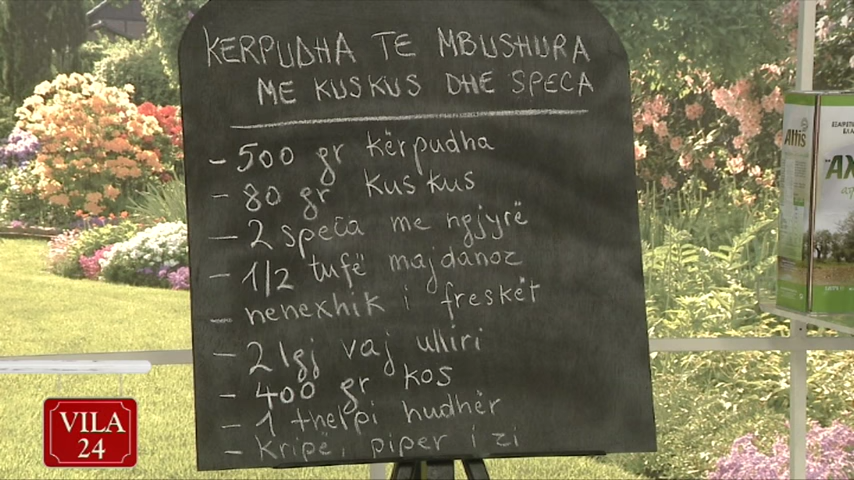 KERPUDHA TE MBUSHURA
ME KUSKUS DHE SPECA
- 500 gr kërpudha
- 80 gr kuskus
- 2 speca me ngjyrë
- 1/2 tufë majdanoz
- nenexhik i freskët
- 2 lgj vaj ulliri
- 400 gr kos
- 1 thelpi hudhër
- kripë, piper i zi
Altis
VILA
24